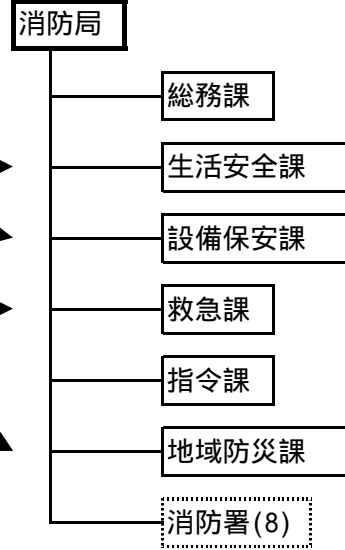 消防局
総務課
生活安全課
設備保安課
救急課
指令課
地域防災課
消防署(8)